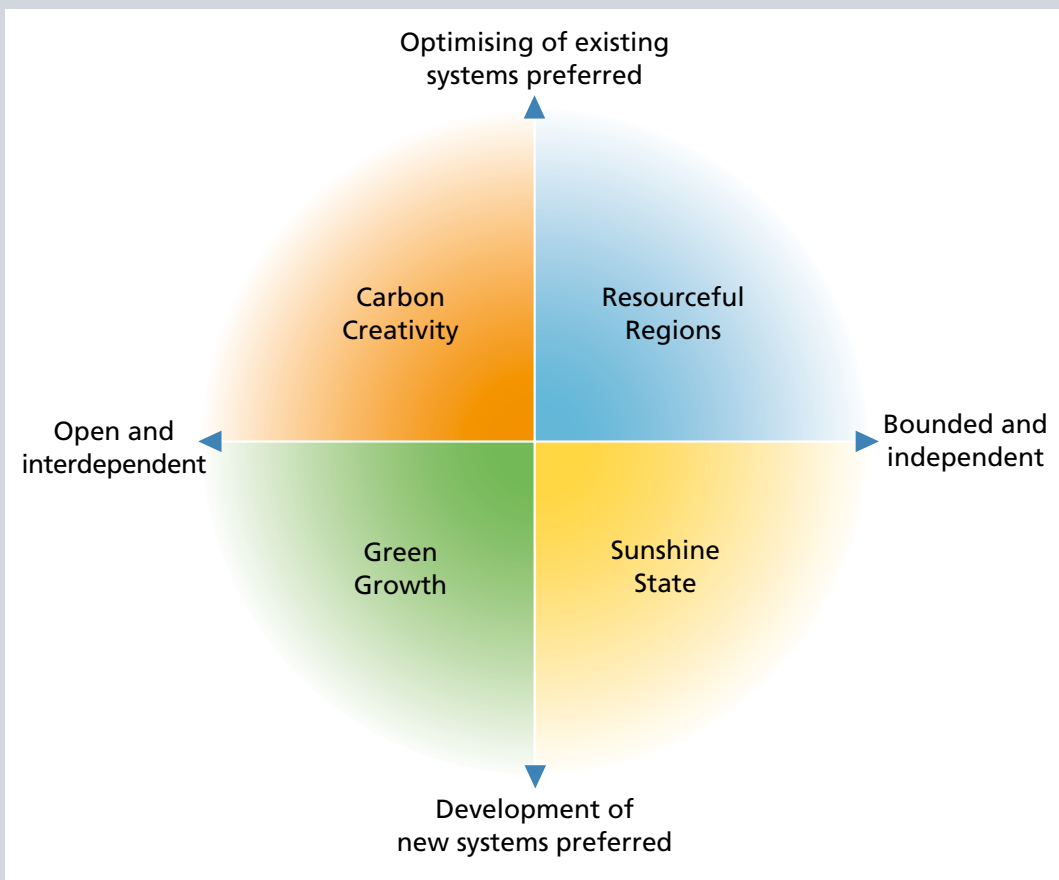 Optimising of existing
systems preferred
Carbon
Creativity
Resourceful
Regions
Open and
interdependent
Bounded and
independent
Green
Growth
Sunshine
State
Development of
new systems preferred